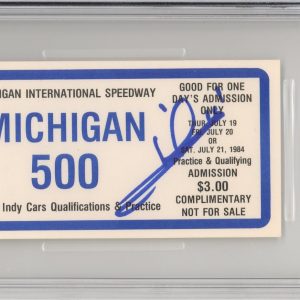 GAN INTERNATIONAL SPEEDWAY
MICHIGAN
500
Indy Cars Qualifications & Practice
GOOD FOR ONE
DAY'S ADMISSION
ONLY
THUR. JULY 19
FRI. JULY 20
OR
SAT. JULY 21, 1984
Practice & Qualifying
ADMISSION
$3.00
COMPLIMENTARY
NOT FOR SALE